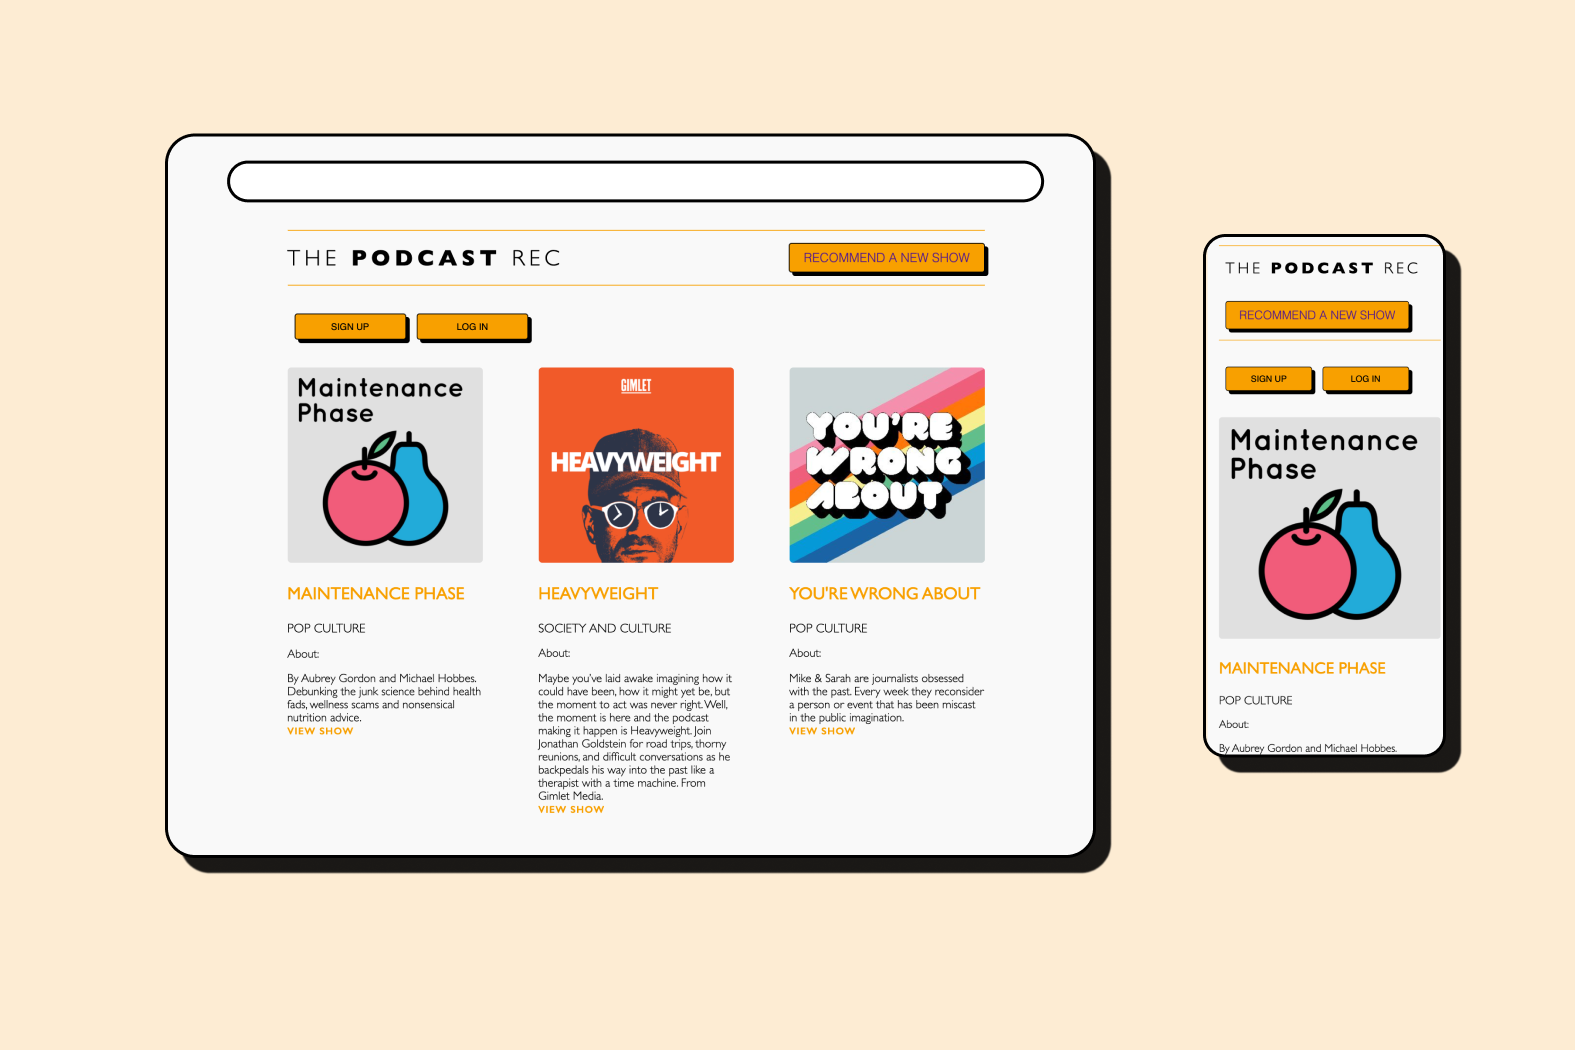 THE PODCAST REC
RECOMMEND A NEW SHOW
SIGN UP
LOG IN
Maintenance
Phase
MAINTENANCE PHASE
POP CULTURE
About:
By Aubrey Gordon and Michael Hobbes.
Debunking the junk science behind health
fads, wellness scams and nonsensical
nutrition advice.
VIEW SHOW
GIMLET
HEAVYWEIGHT
HEAVYWEIGHT
SOCIETY AND CULTURE
About:
Maybe you've laid awake imagining how it
could have been, how it might yet be, but
the moment to act was never right. Well,
the moment is here and the podcast
making it happen is Heavyweight. Join
Jonathan Goldstein for road trips, thorny
reunions, and difficult conversations as he
backpedals his way into the past like a
therapist with a time machine. From
Gimlet Media.
VIEW SHOW
YOU'RE
WRONG
ABOUT
YOU'RE WRONG ABOUT
POP CULTURE
About:
Mike & Sarah are journalists obsessed
with the past. Every week they reconsider
a person or event that has been miscast
in the public imagination.
VIEW SHOW
THE PODCAST REC
RECOMMEND A NEW SHOW
SIGN UP
LOG IN
Maintenance
Phase
MAINTENANCE PHASE
POP CULTURE
About:
By Aubrey Gordon and Michael Hobbes.